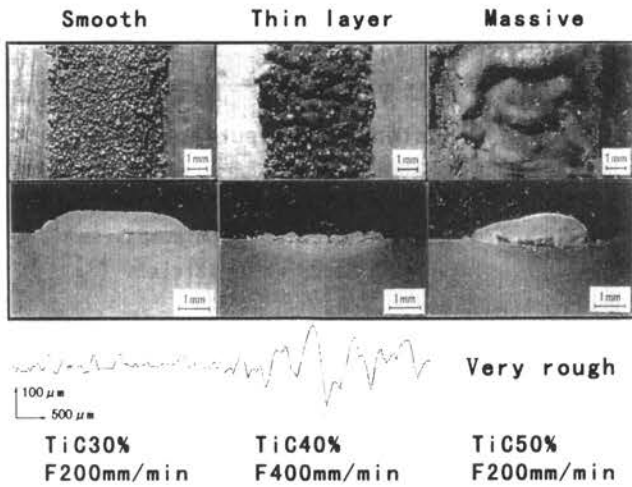 Smooth Thin layer Massive
1mm 1mm 1mm
1mm 1mm 1mm
Very rough
100μm
500μm
TiC30% TiC40% TiC50%
F200mm/min F400mm/min F200mm/min